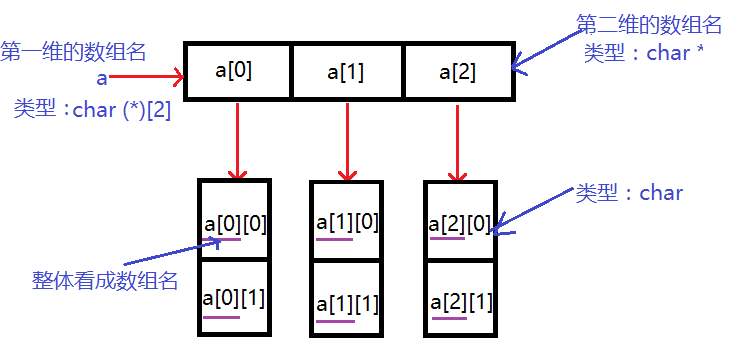 第一维的数组名
a
类型：char (*)[2]
第二维的数组名
类型：char *
a[0] a[1] a[2]
a[0][0] a[1][0] a[2][0]
类型：char
整体看成数组名
a[0][1] a[1][1] a[2][1]